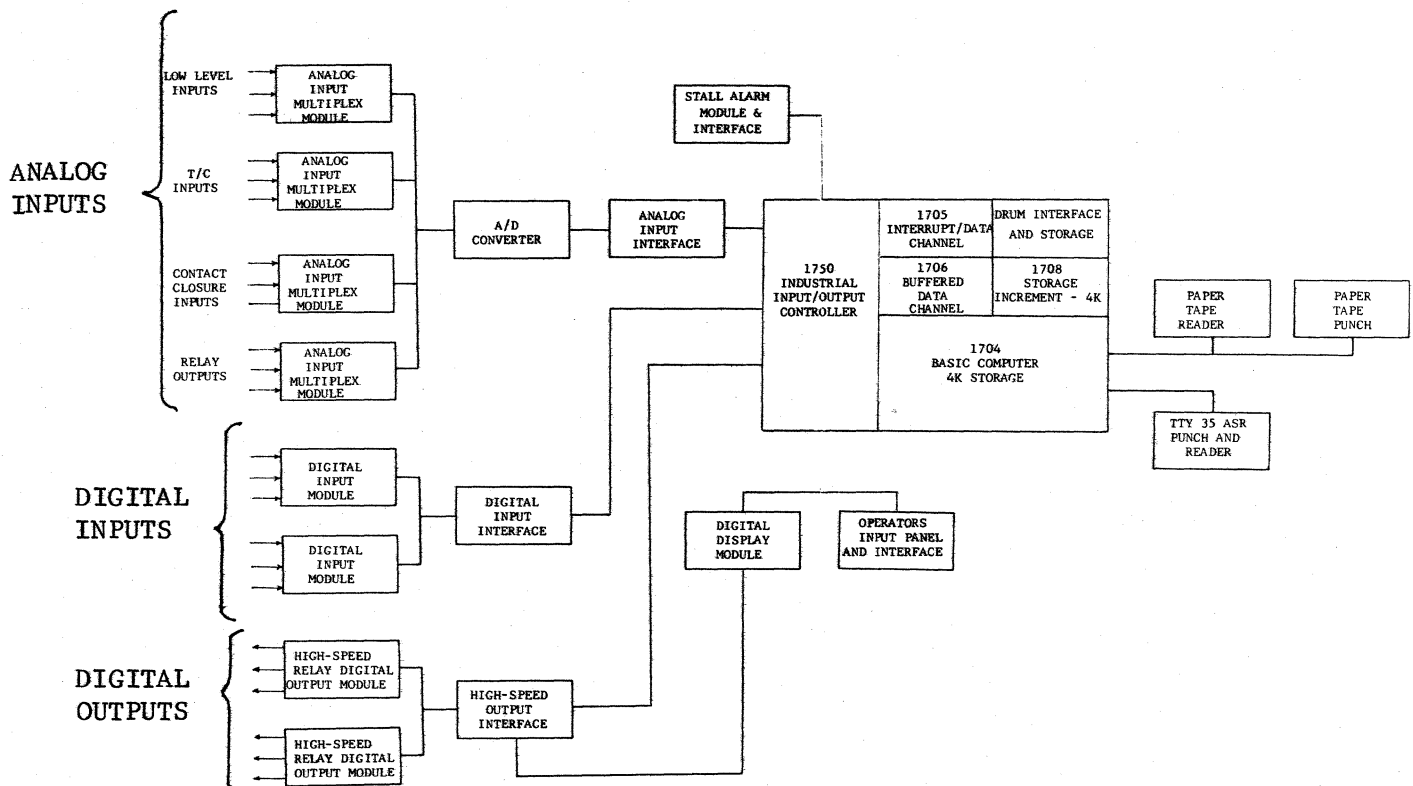 ANALOG
INPUTS
LOW LEVEL
INPUTS
ANALOG
INPUT
MULTIPLEX
MODULE
T/C
INPUTS
ANALOG
INPUT
MULTIPLEX
MODULE
CONTACT
CLOSURE
INPUTS
ANALOG
INPUT
MULTIPLEX
MODULE
RELAY
OUTPUTS
ANALOG
INPUT
MULTIPLEX
MODULE
A/D
CONVERTER
ANALOG
INPUT
INTERFACE
STALL ALARM
MODULE &
INTERFACE
1750
INDUSTRIAL
INPUT/OUTPUT
CONTROLLER
1705
INTERRUPT/DATA
CHANNEL
DRUM INTERFACE
AND STORAGE
1706
BUFFERED
DATA
CHANNEL
1708
STORAGE
INCREMENT - 4K
1704
BASIC COMPUTER
4K STORAGE
PAPER
TAPE
READER
PAPER
TAPE
PUNCH
TTY 35 ASR
PUNCH AND
READER
DIGITAL
INPUTS
DIGITAL
INPUT
MODULE
DIGITAL
INPUT
MODULE
DIGITAL
INPUT
INTERFACE
DIGITAL
DISPLAY
MODULE
OPERATORS
INPUT PANEL
AND INTERFACE
DIGITAL
OUTPUTS
HIGH-SPEED
RELAY DIGITAL
OUTPUT MODULE
HIGH-SPEED
RELAY DIGITAL
OUTPUT MODULE
HIGH-SPEED
OUTPUT
INTERFACE